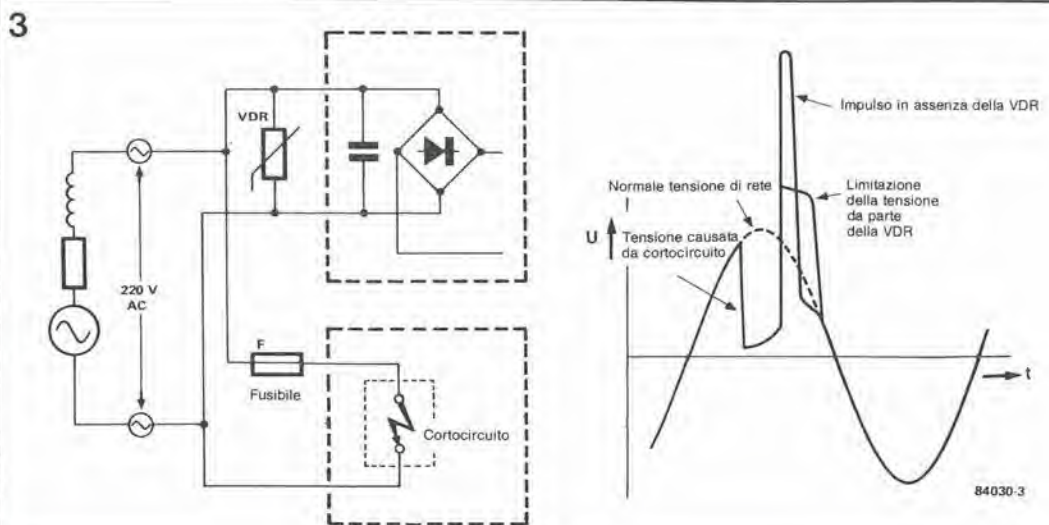 3
VDR
220 V
AC
F
Fusibile
Cortocircuito
Impulso in assenza della VDR
Normale tensione di rete
Limitazione
della tensione
da parte
della VDR
U
Tensione causata
da cortocircuito
t
84030-3